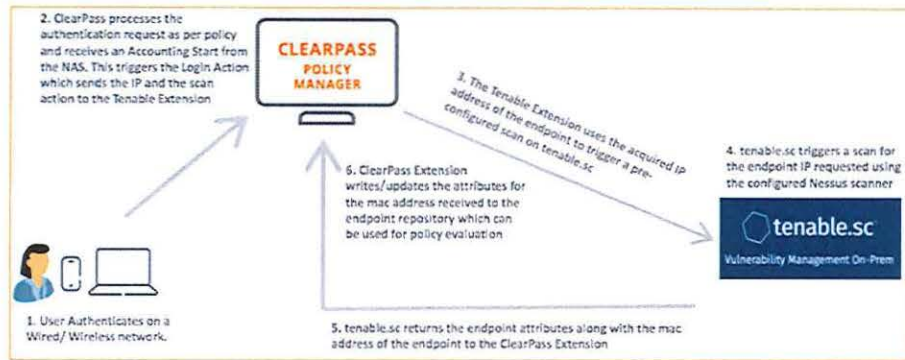 2. ClearPass processes the
authentication request as per policy
and receives an Accounting Start from
the NAS. This triggers the Login Action
which sends the IP and the scan
action to the Tenable Extension
CLEARPASS
POLICY
MANAGER
3. The Tenable Extension uses the acquired IP
address of the endpoint to trigger a pre-
configured scan on tenable.sc
4. tenable.sc triggers a scan for
the endpoint IP requested using
the configured Nessus scanner
tenable.sc
Vulnerability Management On-Prem
6. ClearPass Extension
writes/updates the attributes for
the mac address received to the
endpoint repository which can
be used for policy evaluation
1. User Authenticates on a
Wired/ Wireless network.
5. tenable.sc returns the endpoint attributes along with the mac
address of the endpoint to the ClearPass Extension